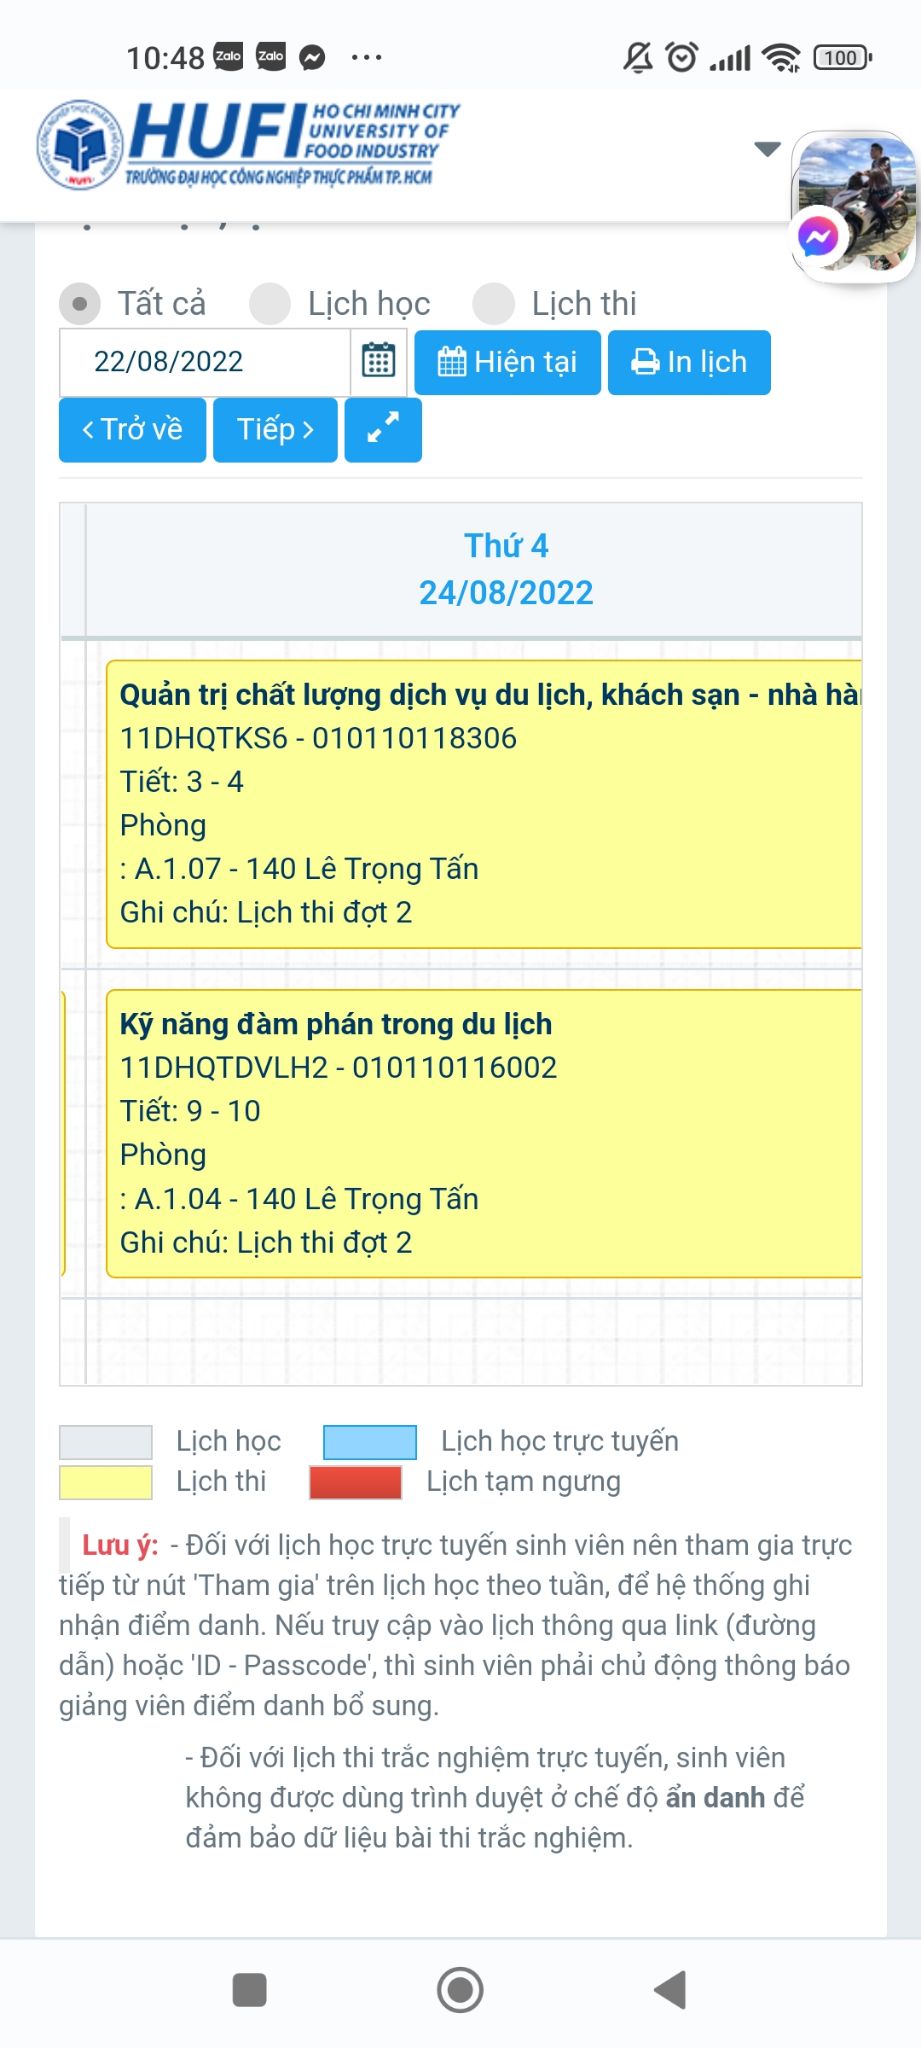 10:48 Zalo Zalo ... 100
HUFI HO CHI MINH CITY
UNIVERSITY OF
FOOD INDUSTRY
TRƯỜNG ĐẠI HỌC CÔNG NGHIỆP THỰC PHẨM TP. HCM
Tất cả Lịch học Lịch thi
22/08/2022 Hiện tại In lịch
Trở về Tiếp
Thứ 4
24/08/2022
Quản trị chất lượng dịch vụ du lịch, khách sạn - nhà
11DHQTKS6 - 010110118306
Tiết: 3 - 4
Phòng
: A.1.07 - 140 Lê Trọng Tấn
Ghi chú: Lịch thi đợt 2
Kỹ năng đàm phán trong du lịch
11DHQTDVLH2 - 010110116002
Tiết: 9 - 10
Phòng
: A.1.04 - 140 Lê Trọng Tấn
Ghi chú: Lịch thi đợt 2
Lịch học Lịch học trực tuyến
Lịch thi Lịch tạm ngưng
Lưu ý: - Đối với lịch học trực tuyến sinh viên nên tham gia trực
tiếp từ nút 'Tham gia' trên lịch học theo tuần, để hệ thống ghi
nhận điểm danh. Nếu truy cập vào lịch thông qua link (đường
dẫn) hoặc 'ID - Passcode', thì sinh viên phải chủ động thông báo
giảng viên điểm danh bổ sung.
- Đối với lịch thi trắc nghiệm trực tuyến, sinh viên
không được dùng trình duyệt ở chế độ ẩn danh để
đảm bảo dữ liệu bài thi trắc nghiệm.